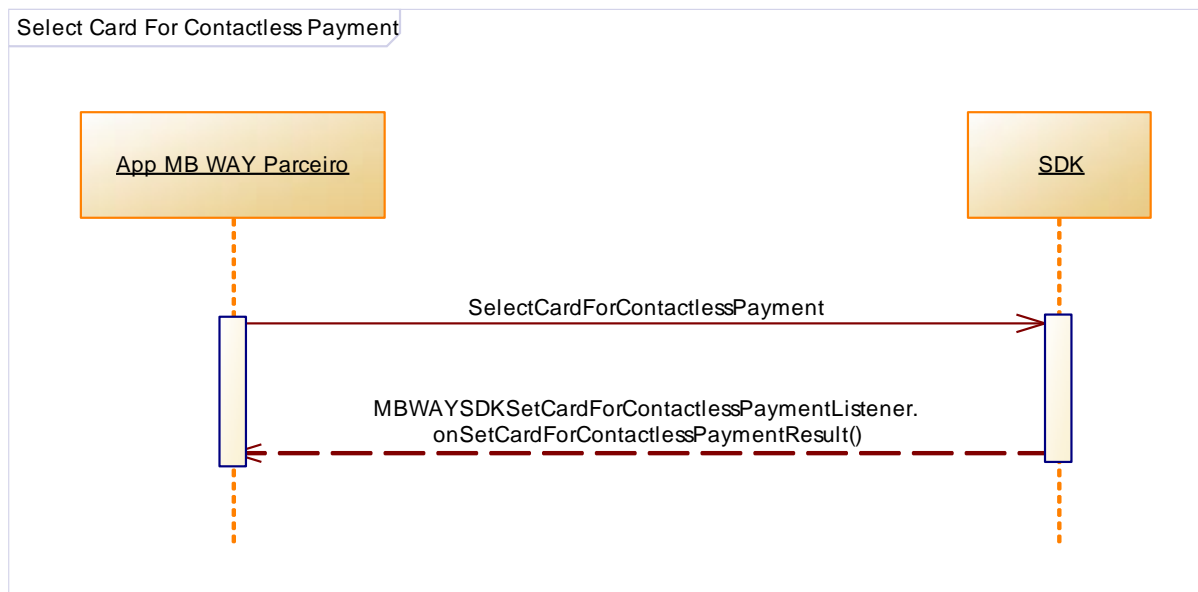 Select Card For Contactless Payment
App MB WAY Parceiro
SDK
SelectCardForContactlessPayment
MBWAYSDKSetCardForContactlessPaymentListener.
onSetCardForContactlessPaymentResult()